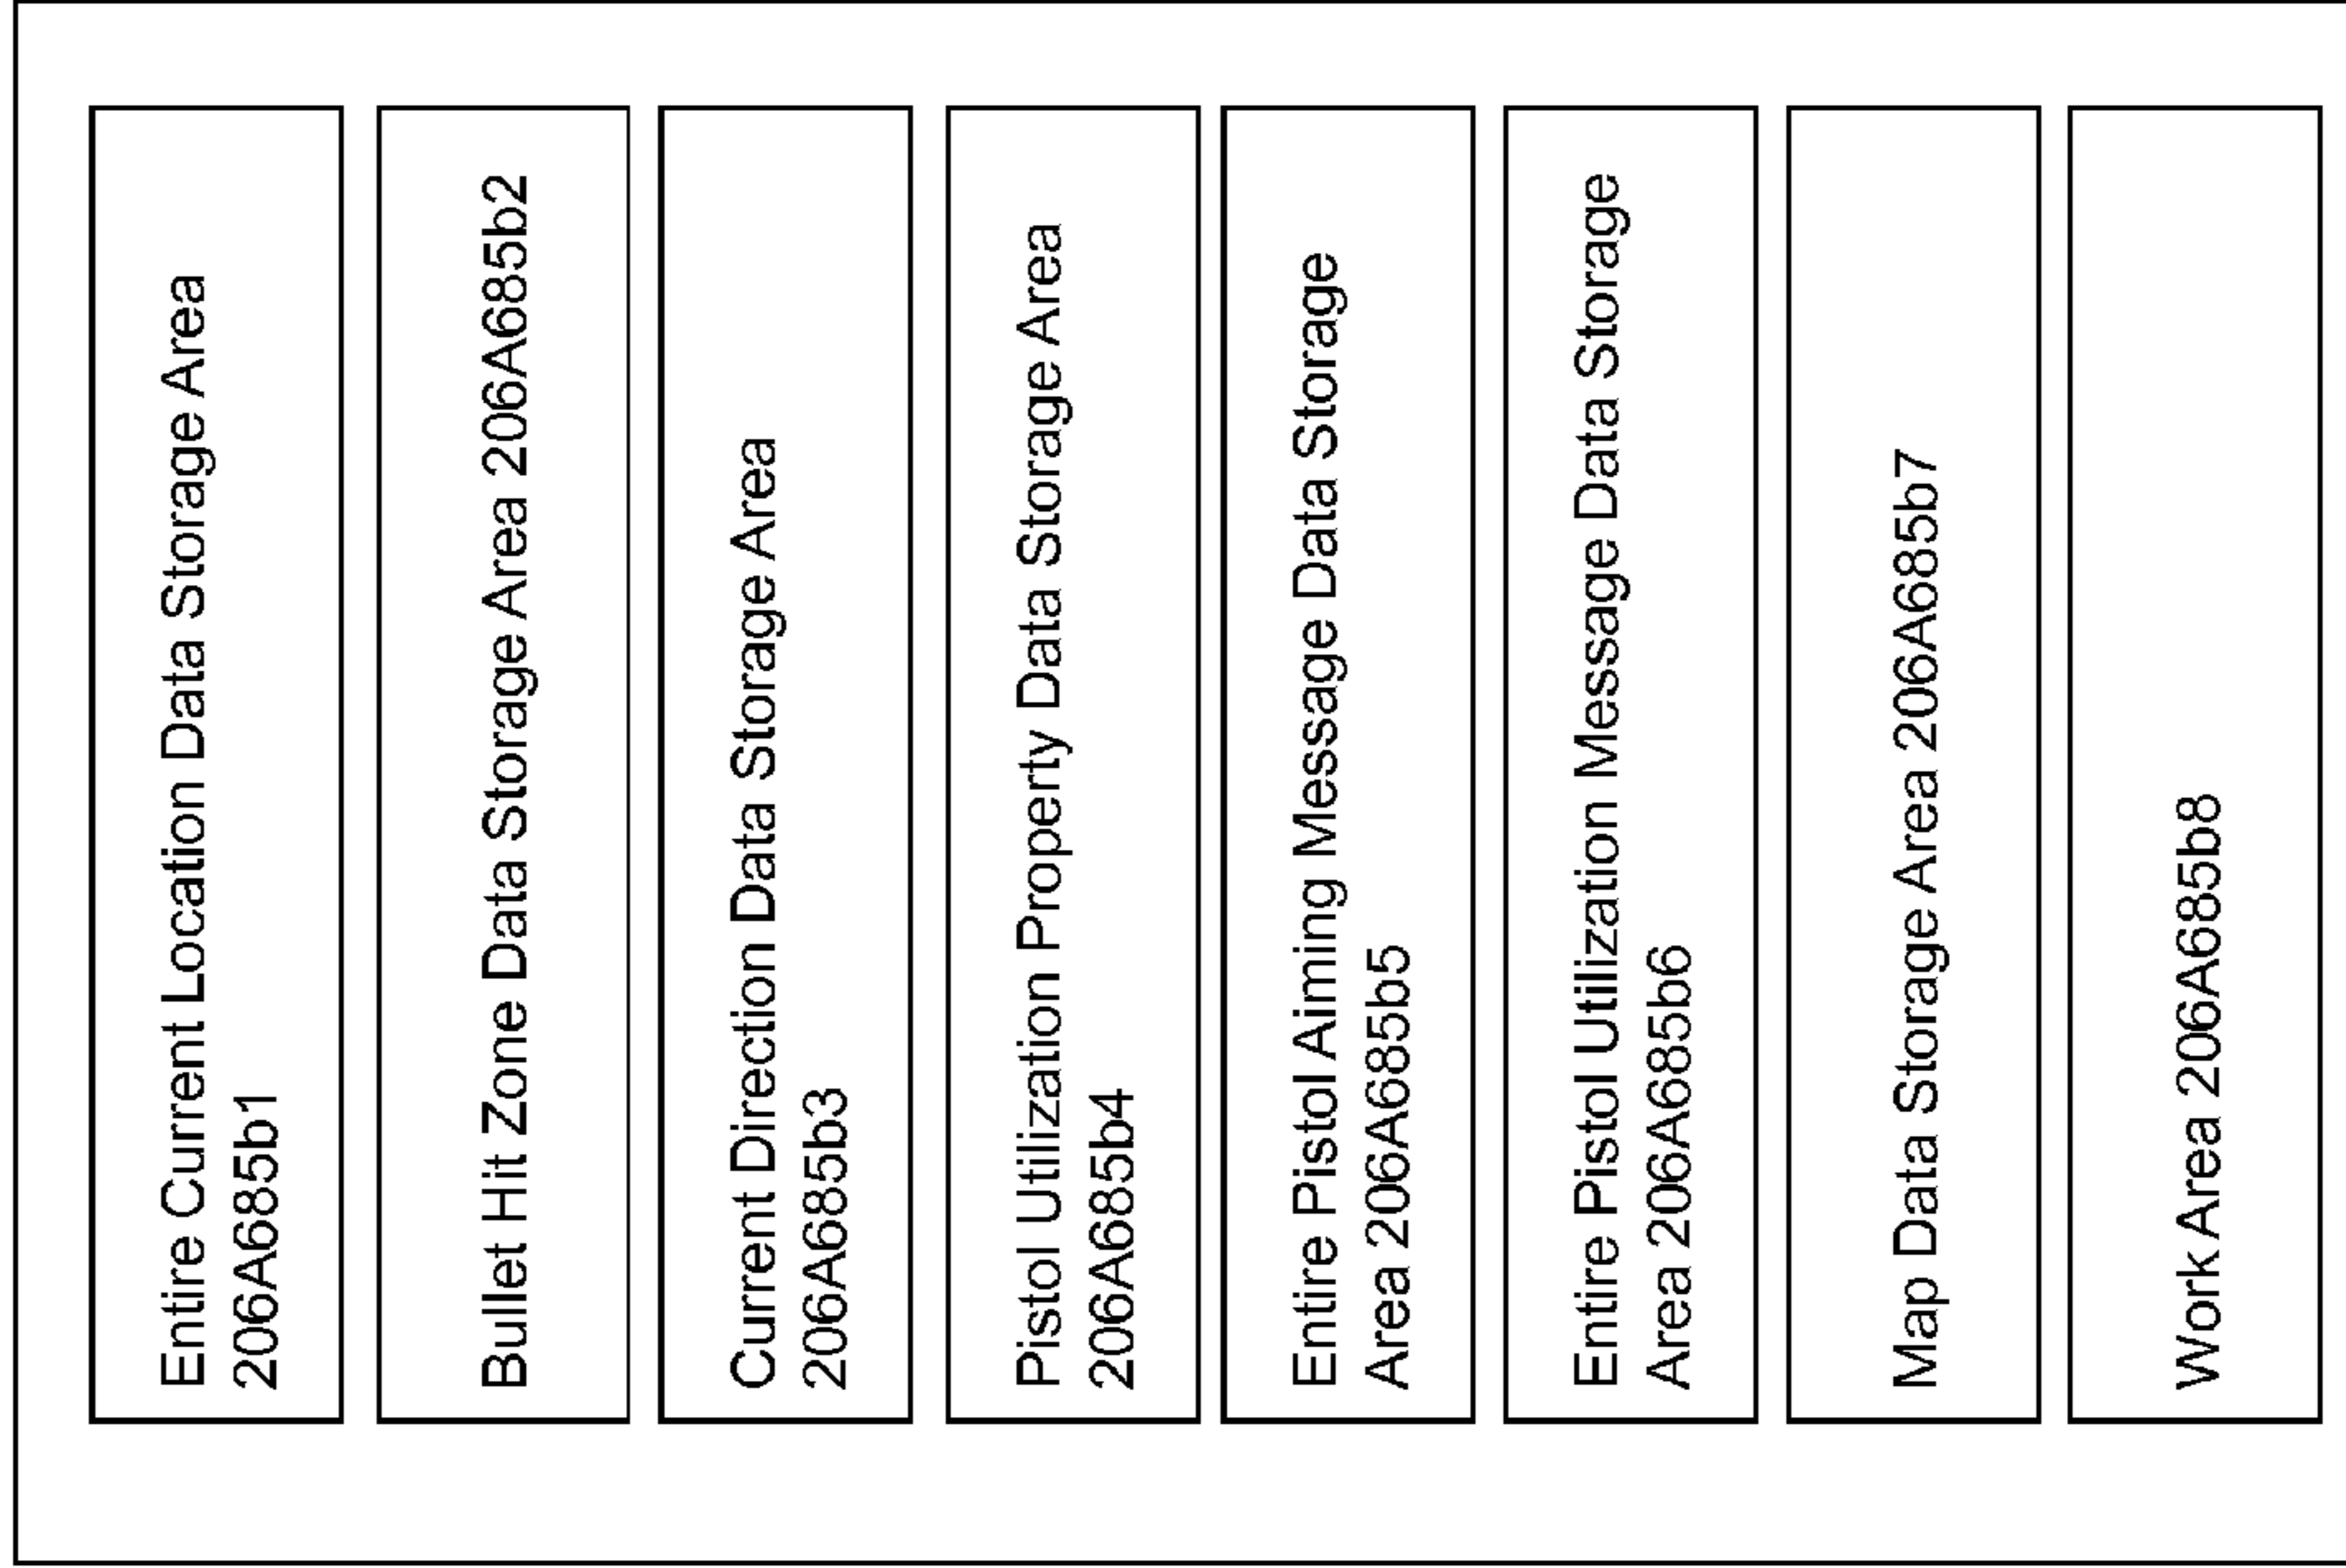 Entire Current Location Data Storage Area
206A685b1
Bullet Hit Zone Data Storage Area 206A685b2
Current Direction Data Storage Area
206A685b3
Pistol Utilization Property Data Storage Area
206A685b4
Entire Pistol Aiming Message Data Storage
Area 206A685b5
Entire Pistol Utilization Message Data Storage
Area 206A685b6
Map Data Storage Area 206A685b7
Work Area 206A685b8